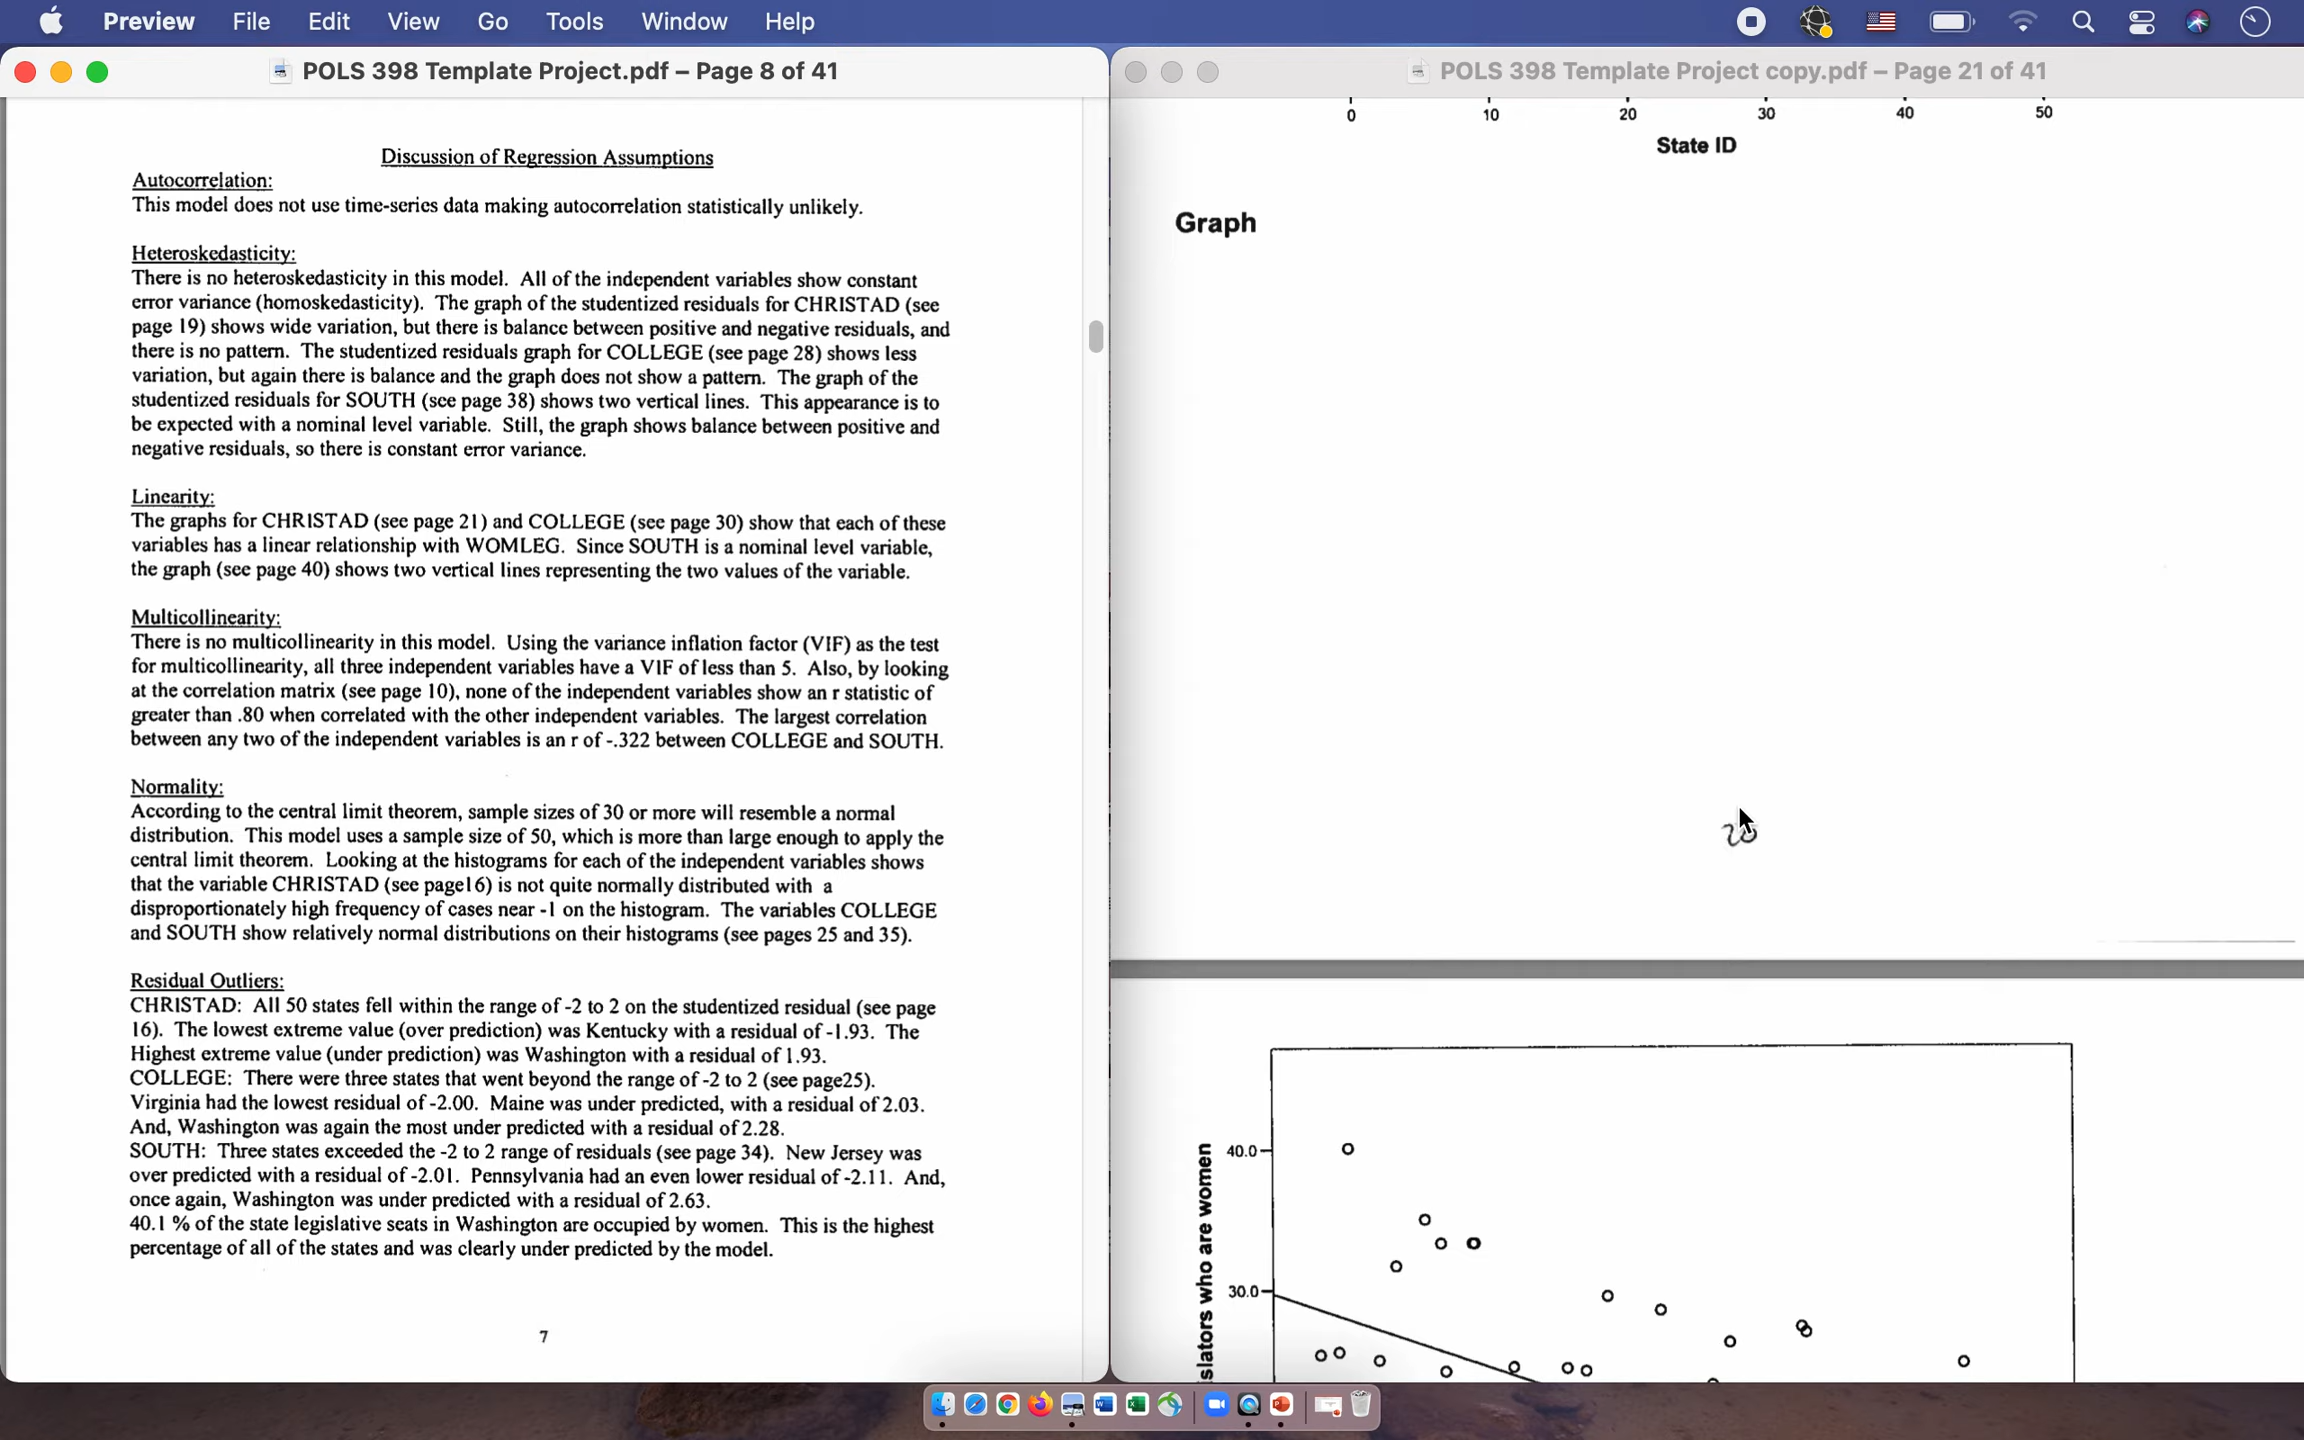 Preview File Edit View Go Tools Window Help
POLS 398 Template Project.pdf – Page 8 of 41
Discussion of Regression Assumptions
Autocorrelation:
This model does not use time-series data making autocorrelation statistically unlikely.
Heteroskedasticity:
There is no heteroskedasticity in this model. All of the independent variables show constant
error variance (homoskedasticity). The graph of the studentized residuals for CHRISTAD (see
page 19) shows wide variation, but there is balance between positive and negative residuals, and
there is no pattern. The studentized residuals graph for COLLEGE (see page 28) shows less
variation, but again there is balance and the graph does not show a pattern. The graph of the
studentized residuals for SOUTH (see page 38) shows two vertical lines. This appearance is to
be expected with a nominal level variable. Still, the graph shows balance between positive and
negative residuals, so there is constant error variance.
Linearity:
The graphs for CHRISTAD (see page 21) and COLLEGE (see page 30) show that each of these
variables has a linear relationship with WOMLEG. Since SOUTH is a nominal level variable,
the graph (see page 40) shows two vertical lines representing the two values of the variable.
Multicollinearity:
There is no multicollinearity in this model. Using the variance inflation factor (VIF) as the test
for multicollinearity, all three independent variables have a VIF of less than 5. Also, by looking
at the correlation matrix (see page 10), none of the independent variables show an r statistic of
greater than .80 when correlated with the other independent variables. The largest correlation
between any two of the independent variables is an r of -.322 between COLLEGE and SOUTH.
Normality:
According to the central limit theorem, sample sizes of 30 or more will resemble a normal
distribution. This model uses a sample size of 50, which is more than large enough to apply the
central limit theorem. Looking at the histograms for each of the independent variables shows
that the variable CHRISTAD (see page16) is not quite normally distributed with a
disproportionately high frequency of cases near -1 on the histogram. The variables COLLEGE
and SOUTH show relatively normal distributions on their histograms (see pages 25 and 35).
Residual Outliers:
CHRISTAD: All 50 states fell within the range of -2 to 2 on the studentized residual (see page
16). The lowest extreme value (over prediction) was Kentucky with a residual of -1.93. The
Highest extreme value (under prediction) was Washington with a residual of 1.93.
COLLEGE: There were three states that went beyond the range of -2 to 2 (see page25).
Virginia had the lowest residual of -2.00. Maine was under predicted, with a residual of 2.03.
And, Washington was again the most under predicted with a residual of 2.28.
SOUTH: Three states exceeded the -2 to 2 range of residuals (see page 34). New Jersey was
over predicted with a residual of -2.01. Pennsylvania had an even lower residual of -2.11. And,
once again, Washington was under predicted with a residual of 2.63.
40.1 % of the state legislative seats in Washington are occupied by women. This is the highest
percentage of all of the states and was clearly under predicted by the model.
7
POLS 398 Template Project copy.pdf – Page 21 of 41
0 10 20 30 40 50
State ID
Graph
20
40.0
30.0
slators who are women